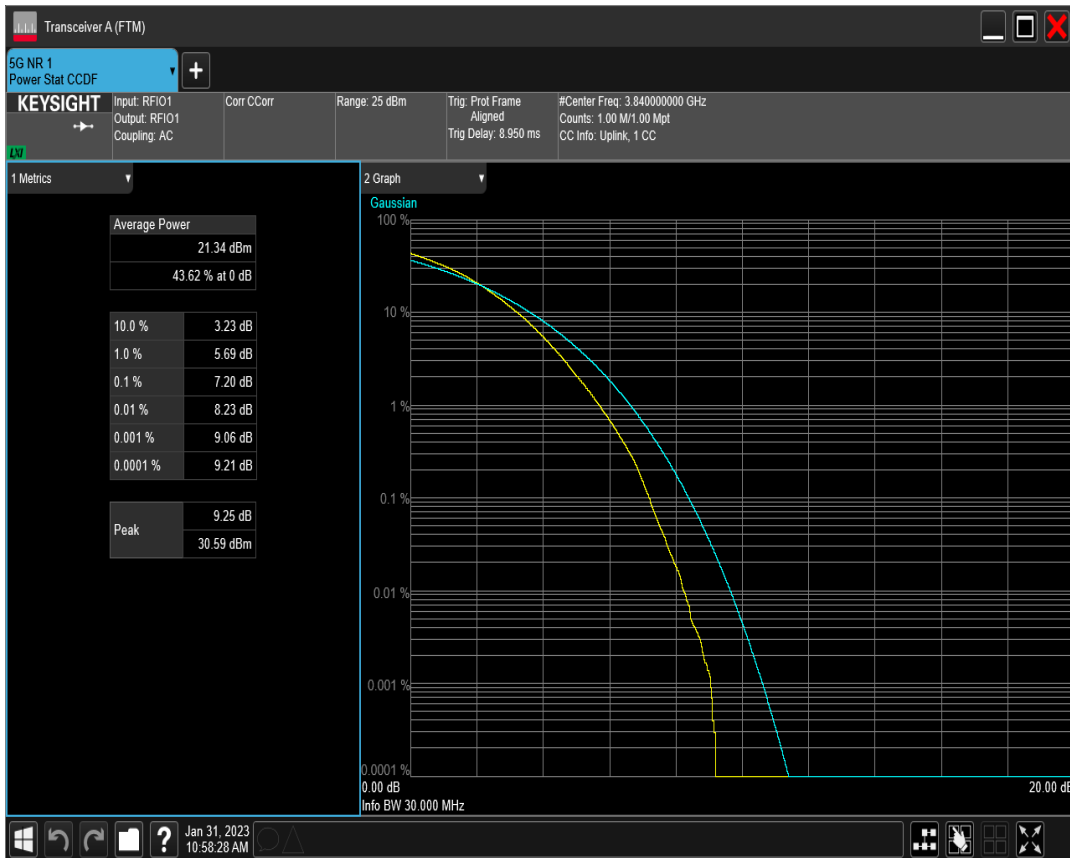 Transceiver A (FTM)
5G NR 1
Power Stat CCDF
+
KEYSIGHT
LXI
Input: RFIO1
Output: RFIO1
Coupling: AC
Corr CCorr
Range: 25 dBm
Trig: Prot Frame
Aligned
Trig Delay: 8.950 ms
#Center Freq: 3.840000000 GHz
Counts: 1.00 M/1.00 Mpt
CC Info: Uplink, 1 CC
1 Metrics
Average Power
21.34 dBm
43.62 % at 0 dB
10.0 % 3.23 dB
1.0 % 5.69 dB
0.1 % 7.20 dB
0.01 % 8.23 dB
0.001 % 9.06 dB
0.0001 % 9.21 dB
Peak 9.25 dB
30.59 dBm
2 Graph
Gaussian
100 %
10 %
1 %
0.1 %
0.01 %
0.001 %
0.0001 %
0.00 dB 20.00 dB
Info BW 30.000 MHz
?
Jan 31, 2023
10:58:28 AM